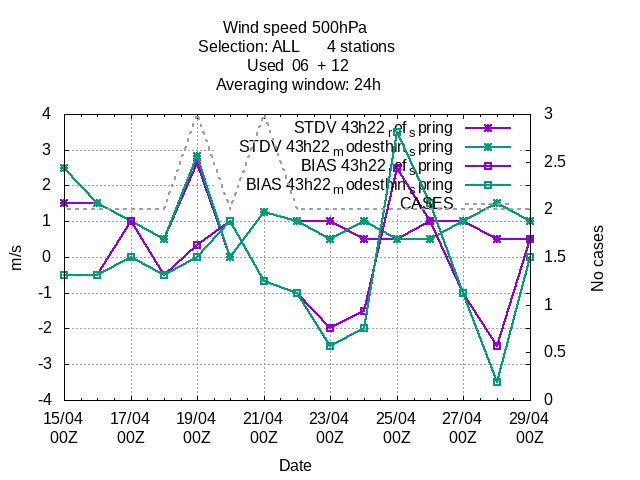 Wind speed 500hPa
Selection: ALL 4 stations
Used 06 + 12
Averaging window: 24h
STDV 43h22_ref_spring
STDV 43h22_modesthin_spring
BIAS 43h22_ref_spring
BIAS 43h22_modesthin_spring
CASES
4
3
2
1
0
-1
-2
-3
-4
m/s
3
2.5
2
1.5
1
0.5
0
No cases
15/04 17/04 19/04 21/04 23/04 25/04 27/04 29/04
00Z 00Z 00Z 00Z 00Z 00Z 00Z 00Z
Date